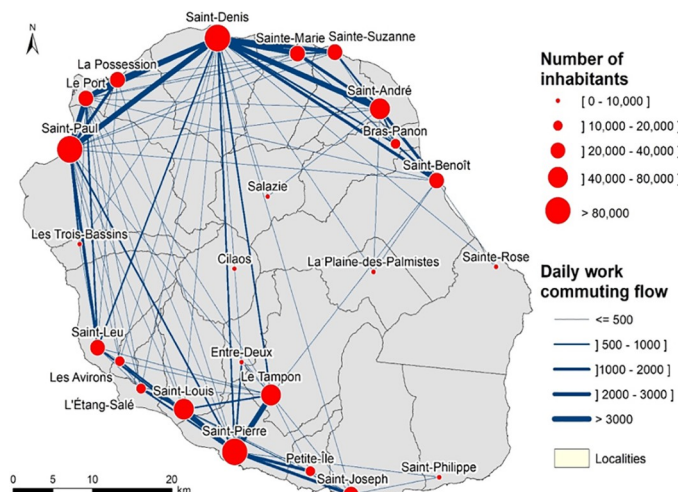 N
Saint-Denis
Sainte-Marie
Sainte-Suzanne
La Possession
Le Port
Saint-André
Saint-Paul
Bras-Panon
Saint-Benoît
Salazie
Les Trois-Bassins
Cilaos
La Plaine-des-Palmistes
Sainte-Rose
Saint-Leu
Entre-Deux
Les Avirons
Le Tampon
Saint-Louis
L'Étang-Salé
Saint-Pierre
Petite-Île
Saint-Philippe
Saint-Joseph
0 5 10 20
km
Number of
inhabitants
[ 0 - 10,000 ]
] 10,000 - 20,000 ]
] 20,000 - 40,000 ]
] 40,000 - 80,000 ]
> 80,000
Daily work
commuting flow
<= 500
] 500 - 1000 ]
]1000 - 2000 ]
] 2000 - 3000 ]
> 3000
Localities